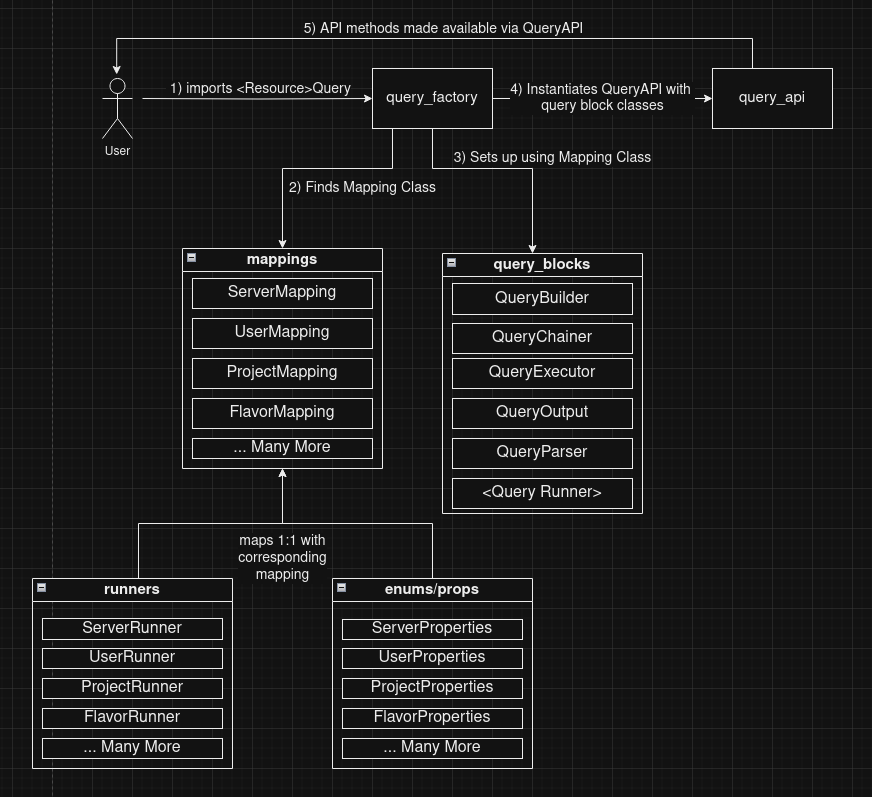 5) API methods made available via QueryAPI
1) imports <Resource>Query
query_factory
4) Instantiates QueryAPI with
query block classes
query_api
User
3) Sets up using Mapping Class
2) Finds Mapping Class
mappings
ServerMapping
UserMapping
ProjectMapping
FlavorMapping
... Many More
query_blocks
QueryBuilder
QueryChainer
QueryExecutor
QueryOutput
QueryParser
<Query Runner>
maps 1:1 with
corresponding
mapping
runners
ServerRunner
UserRunner
ProjectRunner
FlavorRunner
... Many More
enums/props
ServerProperties
UserProperties
ProjectProperties
FlavorProperties
... Many More